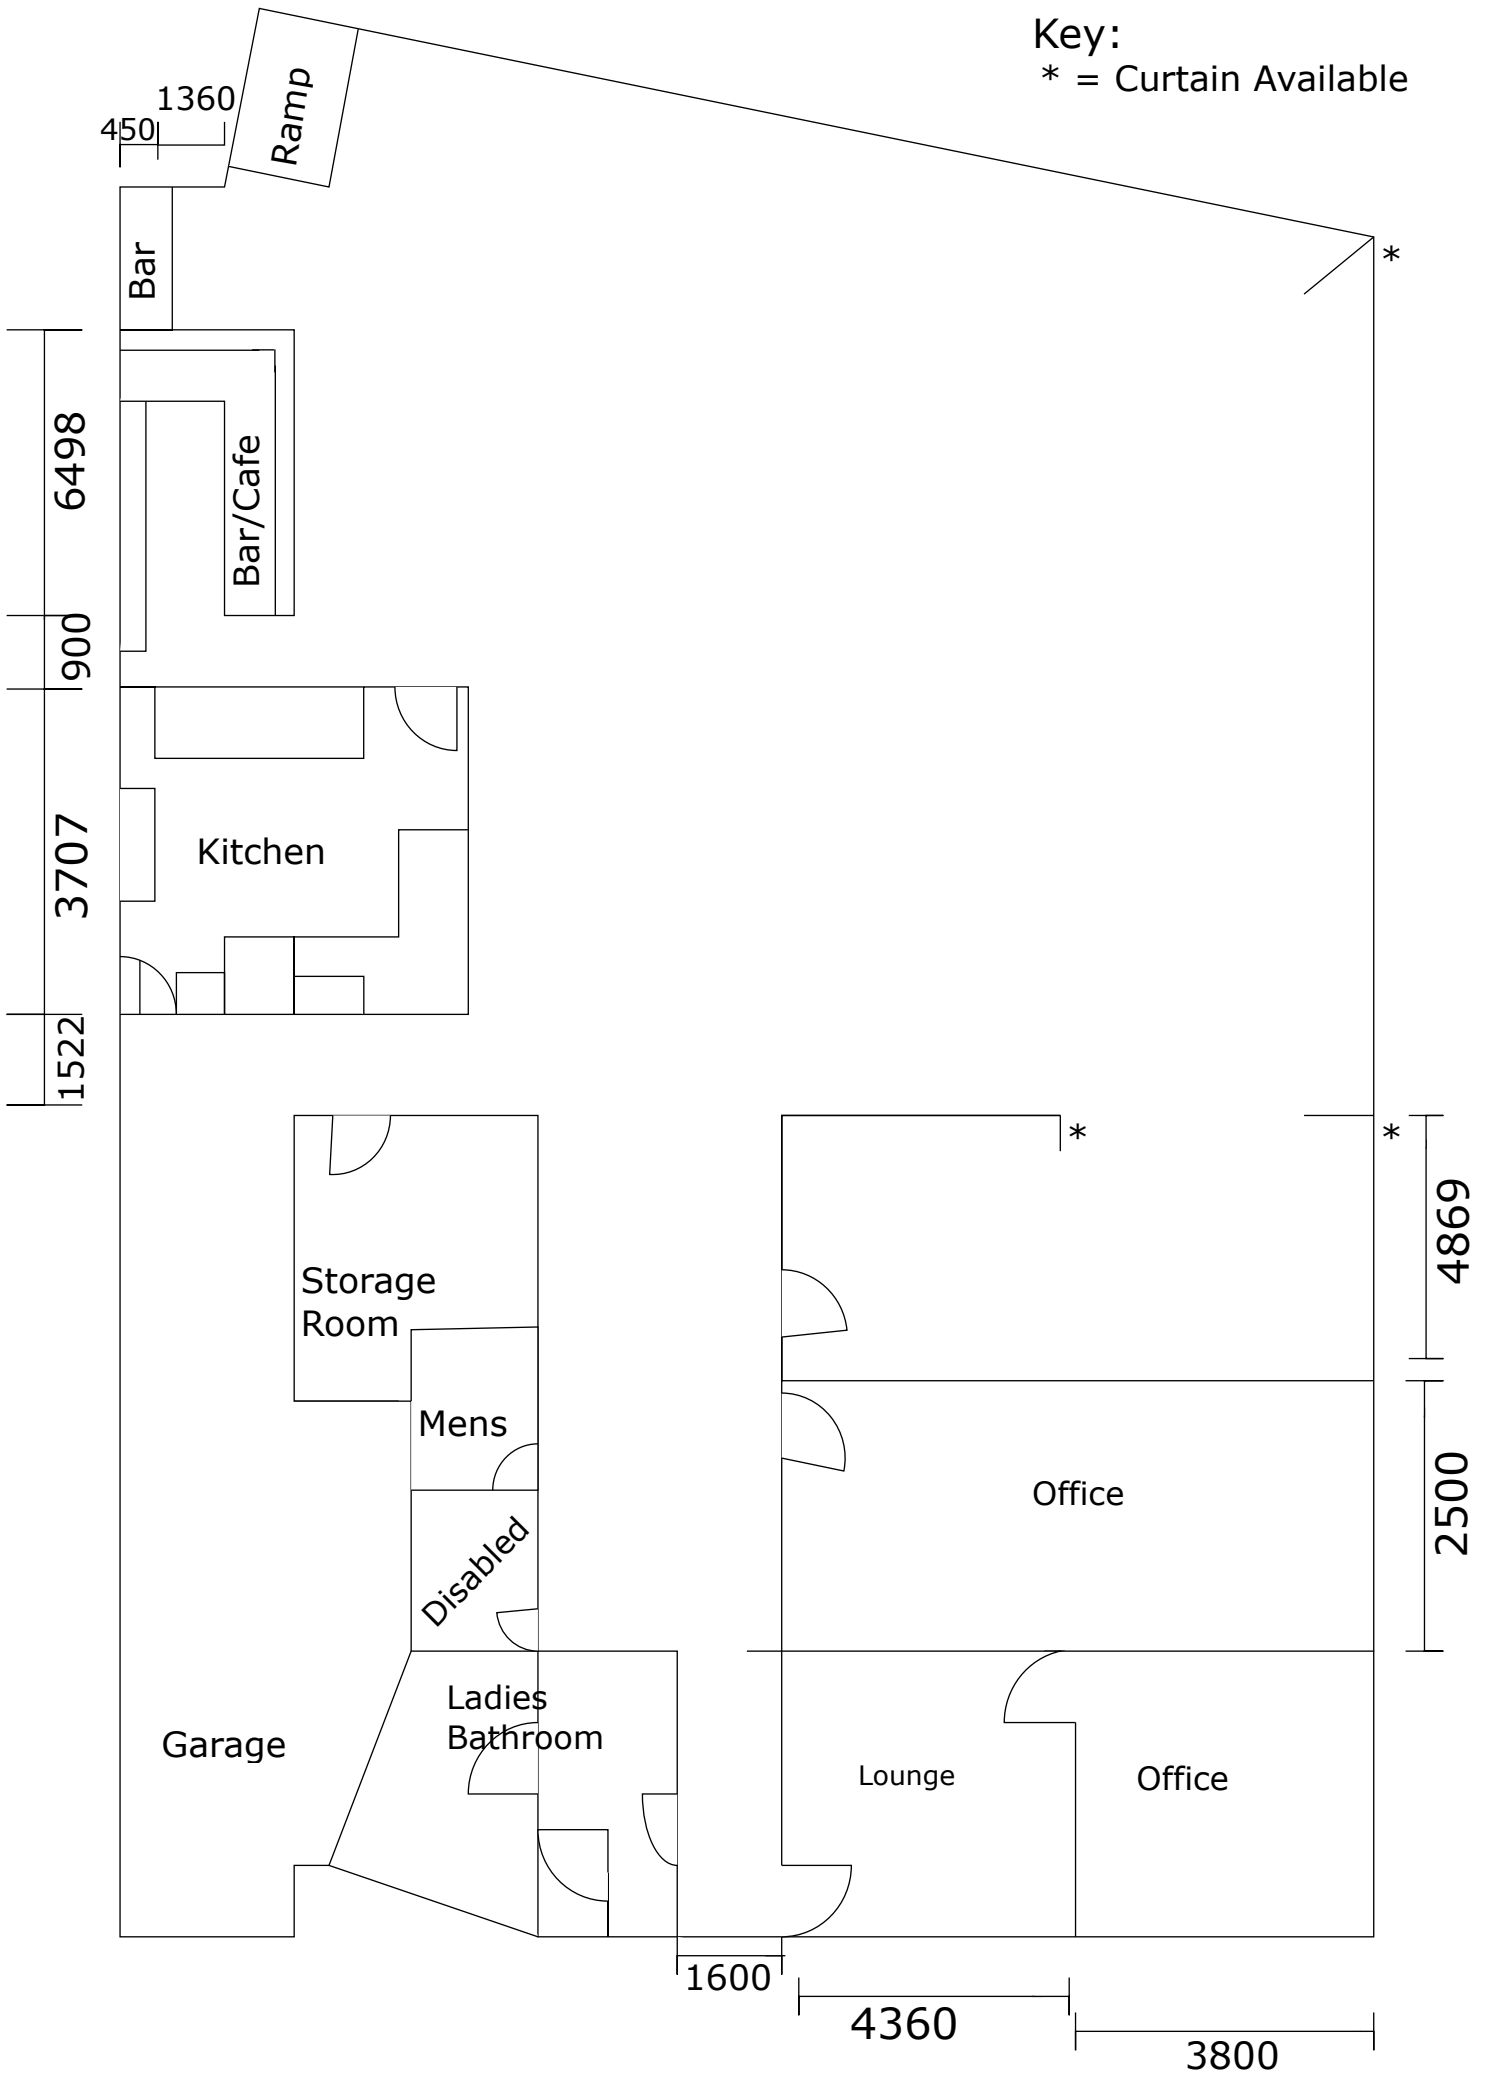 Key:
* = Curtain Available
1360
450
Ramp
Bar
*
6498
Bar/Cafe
900
3707
Kitchen
1522
*
*
4869
Storage
Room
Mens
2500
Office
Disabled
Ladies
Bathroom
Garage
Lounge
Office
1600
4360
3800